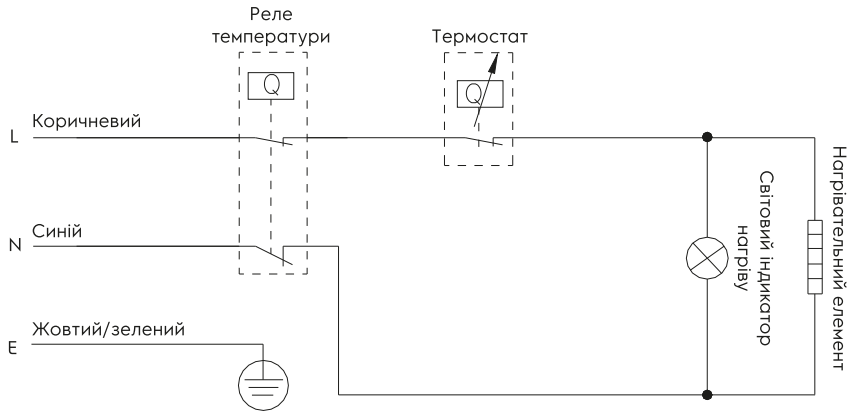 Реле
температури
Термостат
Q
Q
Коричневий
L
Синій
N
Жовтий/зелений
E
Світовий індикатор
нагріву
Нагрівательний елемент